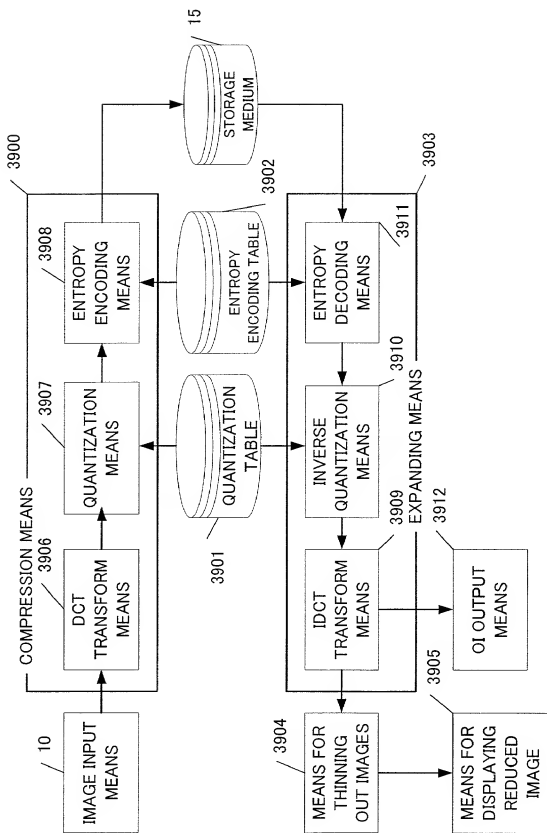 COMPRESSION MEANS
3900
10
IMAGE INPUT
MEANS
3906
DCT
TRANSFORM
MEANS
3907
QUANTIZATION
MEANS
3908
ENTROPY
ENCODING
MEANS
3901
QUANTIZATION
TABLE
3902
ENTROPY
ENCODING TABLE
15
STORAGE
MEDIUM
3903
3904
MEANS FOR
THINNING
OUT IMAGES
IDCT
TRANSFORM
MEANS
3909
INVERSE
QUANTIZATION
MEANS
3910
ENTROPY
DECODING
MEANS
3911
EXPANDING MEANS
3905
MEANS FOR
DISPLAYING
REDUCED
IMAGE
3912
OI OUTPUT
MEANS